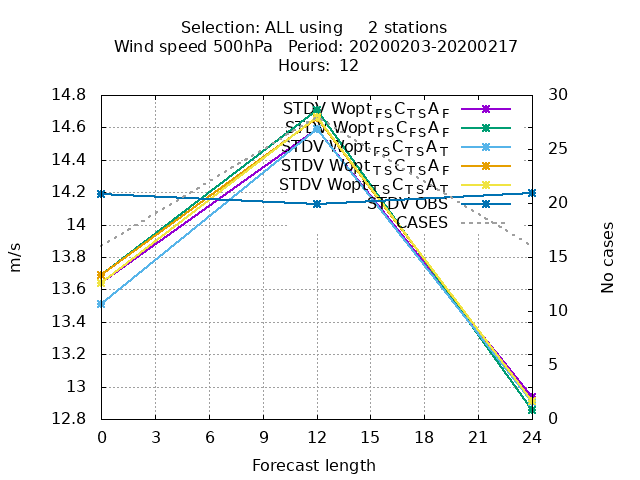 Selection: ALL using 2 stations
Wind speed 500hPa Period: 20200203-20200217
Hours: 12
14.8
14.6
14.4
14.2
14
13.8
13.6
13.4
13.2
13
12.8
30
25
20
15
10
5
0
STDV Wopt FS C TS A F
STDV Wopt FS C FS A F
STDV Wopt FS C TS A T
STDV Wopt TS C TS A F
STDV Wopt TS C TS A T
STDV OBS
CASES
m/s
No cases
0 3 6 9 12 15 18 21 24
Forecast length